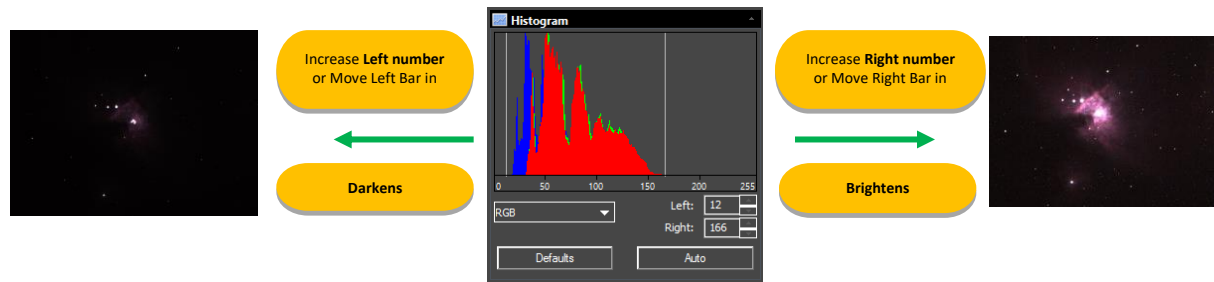 Increase Left number
or Move Left Bar in
Darkens
Histogram
0 50 100 150 200 255
RGB
Left: 12
Right: 166
Defaults Auto
Increase Right number
or Move Right Bar in
Brightens